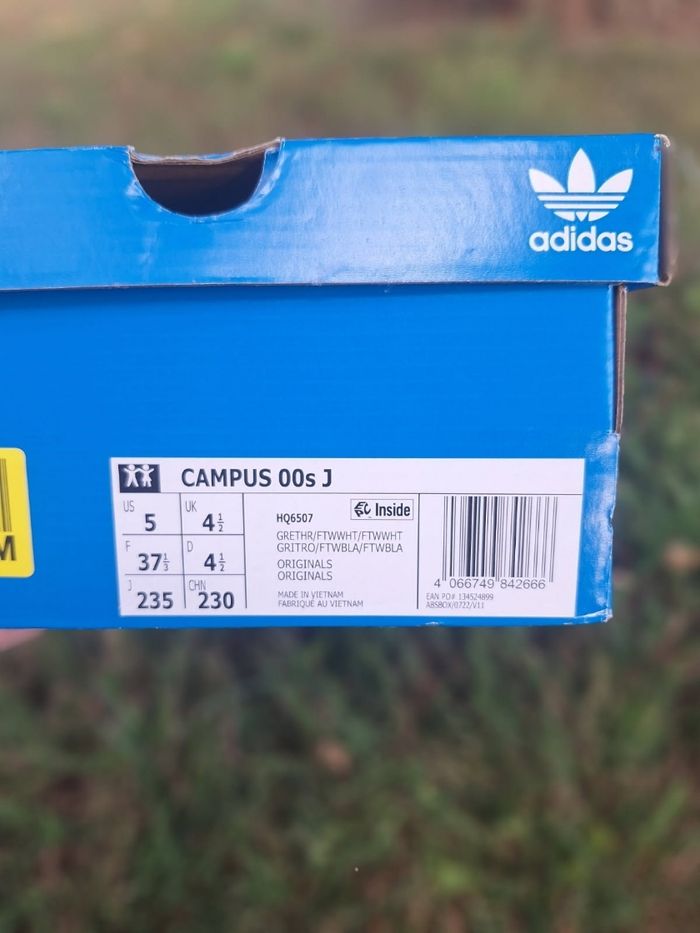 adidas
CAMPUS 00s J
US
5
UK
4½
F
37⅓
D
4½
J
235
CHN
230
HQ6507
Inside
GRETHR/FTWWHT/FTWWHT
GRITRO/FTWBLA/FTWBLA
ORIGINALS
ORIGINALS
MADE IN VIETNAM
FABRIQUÉ AU VIETNAM
4 066749 842666
EAN PO# 134524899
ABSBOX/0722/V11
M